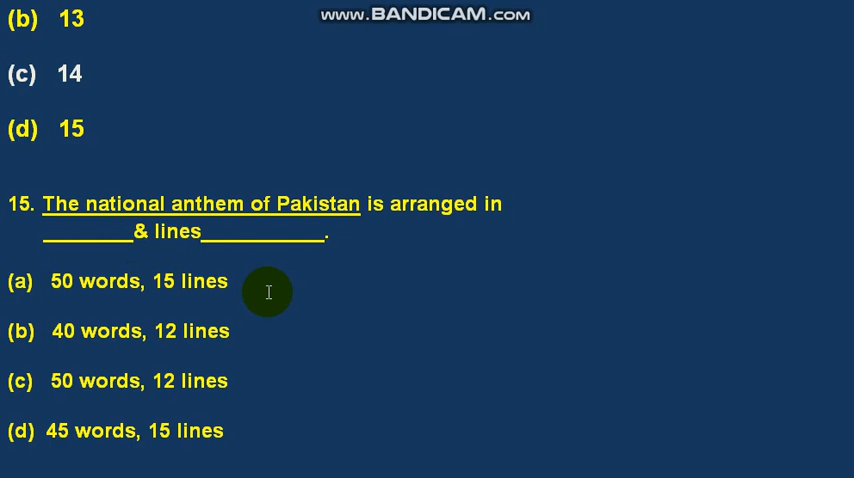 www.BANDICAM.com
(b) 13
(c) 14
(d) 15
15. The national anthem of Pakistan is arranged in
________& lines___________.
(a) 50 words, 15 lines
(b) 40 words, 12 lines
(c) 50 words, 12 lines
(d) 45 words, 15 lines